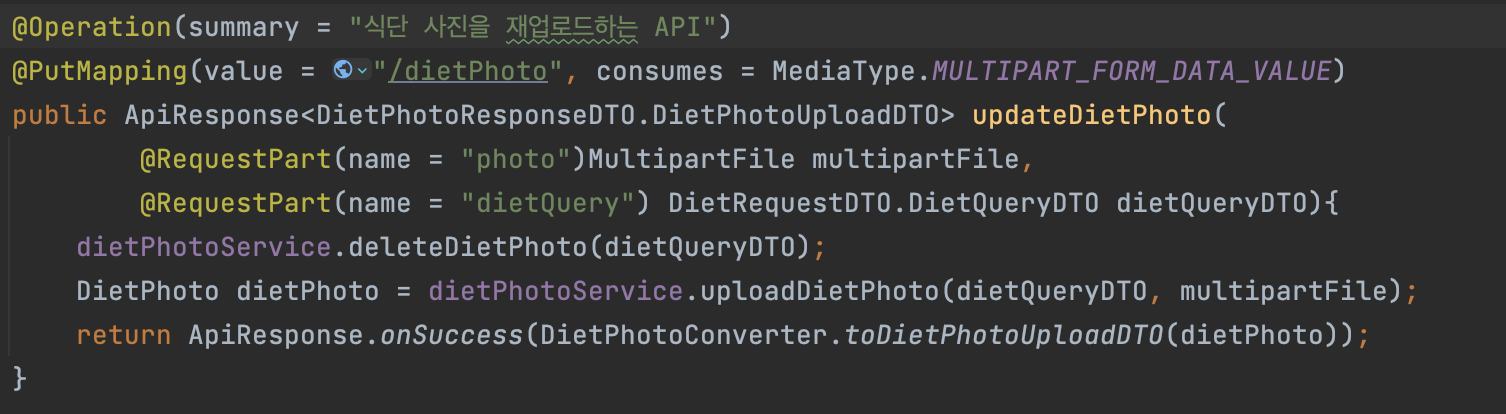 @Operation(summary = "식단 사진을 재업로드하는 API")
@PutMapping(value = "/dietPhoto", consumes = MediaType.MULTIPART_FORM_DATA_VALUE)
public ApiResponse<DietPhotoResponseDTO.DietPhotoUploadDTO> updateDietPhoto(
@RequestPart(name = "photo")MultipartFile multipartFile,
@RequestPart(name = "dietQuery") DietRequestDTO.DietQueryDTO dietQueryDTO){
dietPhotoService.deleteDietPhoto(dietQueryDTO);
DietPhoto dietPhoto = dietPhotoService.uploadDietPhoto(dietQueryDTO, multipartFile);
return ApiResponse.onSuccess(DietPhotoConverter.toDietPhotoUploadDTO(dietPhoto));
}